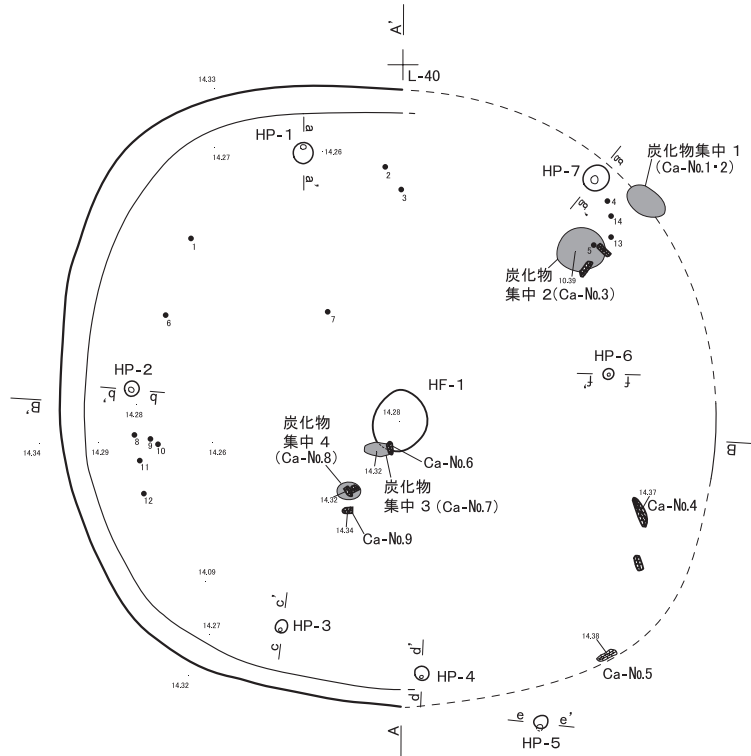 A'
L-40
14.33
HP-1
a
14.26
a'
14.27
2
3
HP-7
g
g'
炭化物集中 1
(Ca-No.1・2)
4
14
13
5
10.39
炭化物
集中 2(Ca-No.3)
1
6
7
HP-2
b'
b
14.28
HP-6
f'
f
HF-1
14.28
B'
14.34
14.29
8
9
10
14.26
11
12
炭化物
集中 4
(Ca-No.8)
14.32
Ca-No.6
炭化物
集中 3 (Ca-No.7)
14.32
14.34
Ca-No.9
B
14.37
Ca-No.4
14.09
14.27
c'
HP-3
c
14.32
d'
HP-4
d
14.38
Ca-No.5
A
e
e'
HP-5